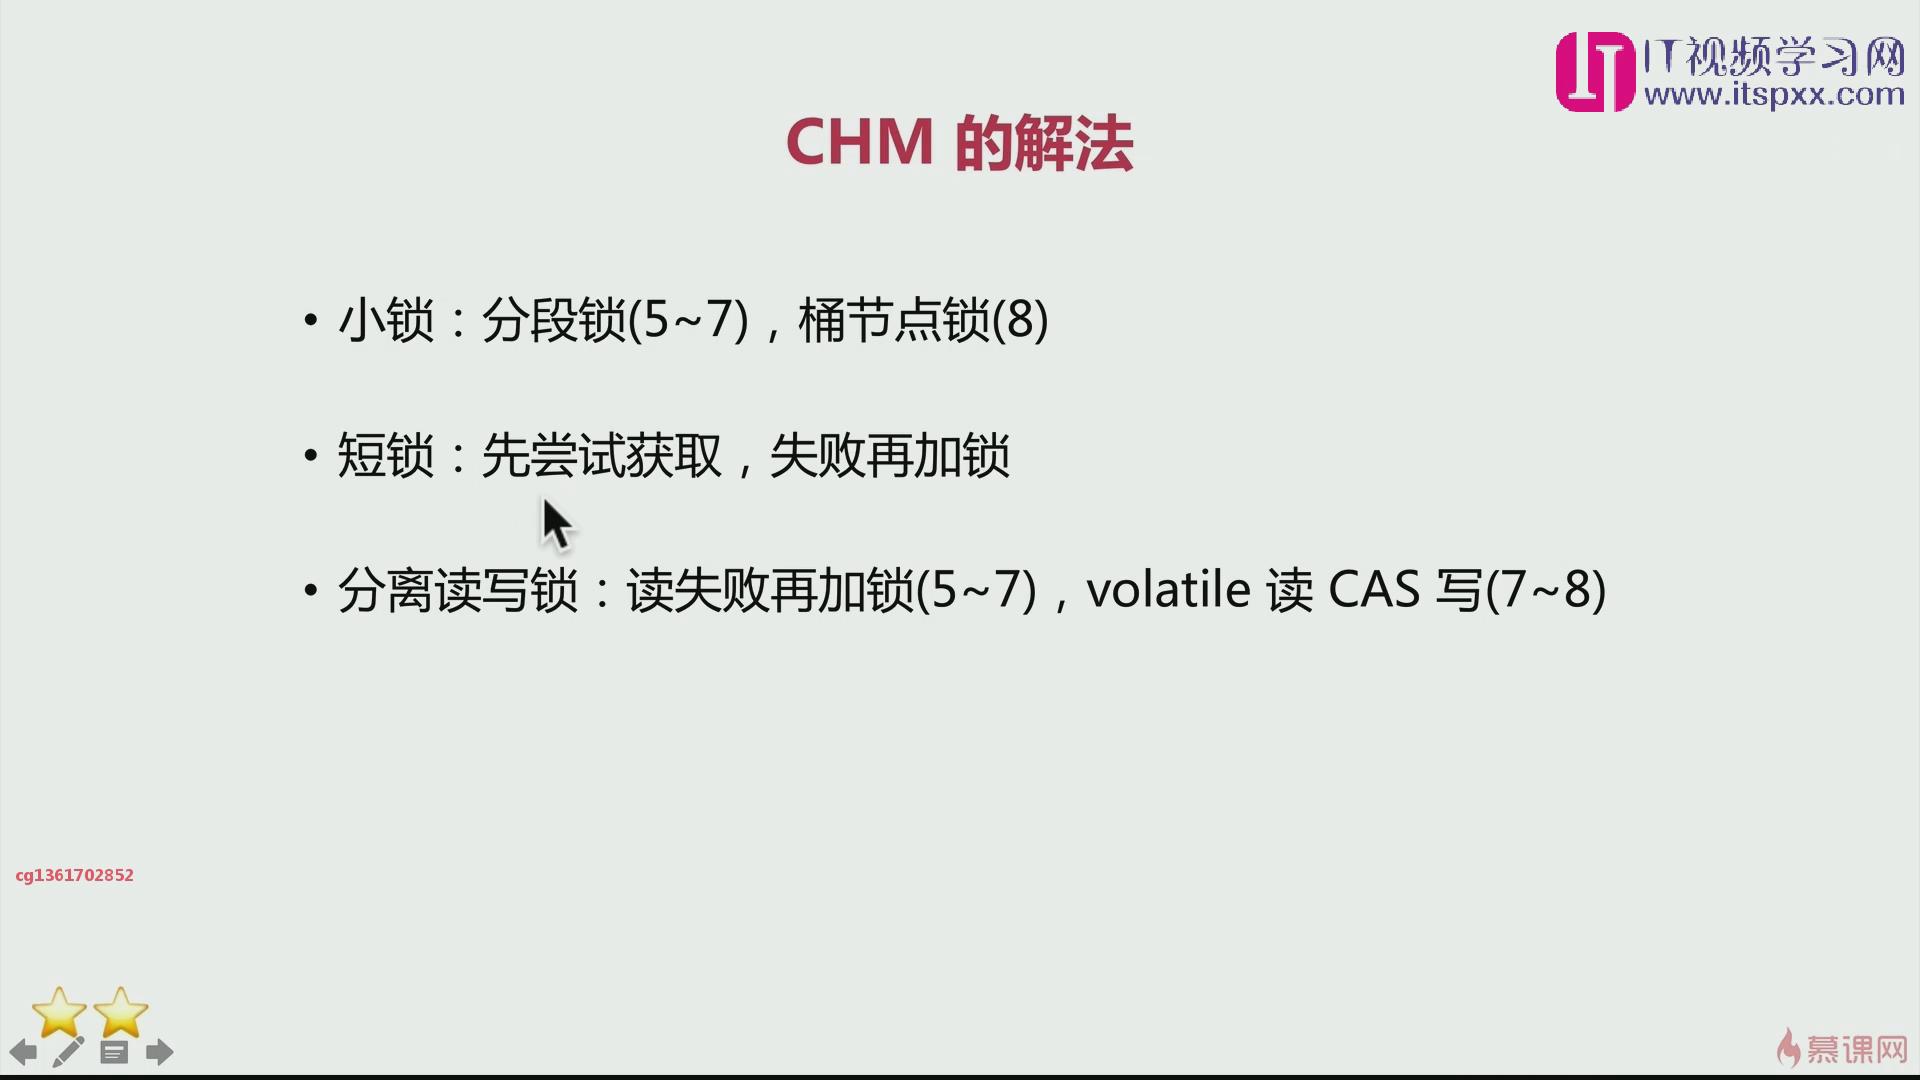 IT视频学习网
www.itspxx.com
CHM 的解法
• 小锁：分段锁(5~7)，桶节点锁(8)
• 短锁：先尝试获取，失败再加锁
• 分离读写锁：读失败再加锁(5~7)，volatile 读 CAS 写(7~8)
cg1361702852
慕课网